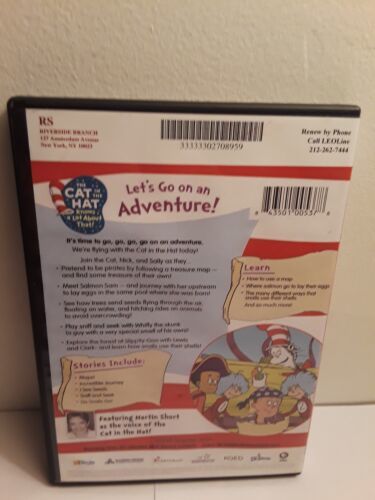 RS
RIVERSIDE BRANCH
127 Amsterdam Avenue
New York, NY 10023
33333302708959
Renew by Phone
Call LEOLine
212-262-7444
THE CAT IN THE HAT
KNOWS A LOT ABOUT THAT!
Let's Go on an
Adventure!
It's time to go, go, go, go on an adventure.
We're flying with the Cat in the Hat today!
Join the Cat, Nick, and Sally as they...
• Pretend to be pirates by following a treasure map—
and find some treasure of their own!
• Meet Salmon Sam – and journey with her upstream
to lay eggs in the same pool where she was born!
• See how trees send seeds flying through the air,
floating on water, and hitching rides on animals
to avoid overcrowding!
• Play sniff and seek with Whiffy the skunk
to guy with a very special smell of his own!
• Explore the forest at Slippity-Goo with Lewis
and Clark – and learn how snails use their shells!
Learn
• How to use a map
• Where salmon go to lay their eggs
• The many different ways that
snails use their shells!
And so much more!
Stories Include:
• Maps!
• Incredible Journey
• I Love Seeds
• Sniff and Seek
• Go Snails Go!
Featuring Martin Short
as the voice of The
Cat in the Hat!
KQED